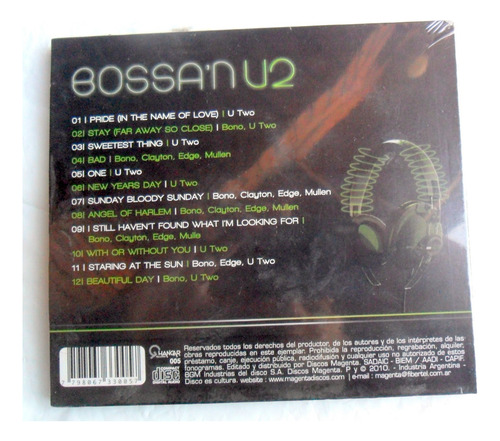 BOSSA'N U2
01 | PRIDE (IN THE NAME OF LOVE) | U Two
02 | STAY (FAR AWAY SO CLOSE) | Bono, U Two
03 | SWEETEST THING | U Two
04 | BAD | Bono, Clayton, Edge, Mullen
05 | ONE | U Two
06 | NEW YEARS DAY | U Two
07 | SUNDAY BLOODY SUNDAY | Bono, Clayton, Edge, Mullen
08 | ANGEL OF HARLEM | Bono, Clayton, Edge, Mullen
09 | I STILL HAVEN'T FOUND WHAT I'M LOOKING FOR |
Bono, Clayton, Edge, Mulle
10 | WITH OR WITHOUT YOU | U Two
11 | STARING AT THE SUN | Bono, Edge, U Two
12 | BEAUTIFUL DAY | Bono, U Two
HANGAR
005
COMPACT
disc
DIGITAL AUDIO
Reservados todos los derechos del productor, de los autores y de los intérpretes de las
obras reproducidas en este ejemplar. Prohibida la reproducción, regrabación, alquiler,
préstamo, canje, ejecución pública, radiodifusión y cualquier uso no autorizado de estos
fonogramas. Editado y distribuido por Discos Magenta. SADAIC - BIEM / AADI - CAPIF.
BGM Industrias del disco S.A. Discos Magenta. P y © 2010. - Industria Argentina -
Disco es cultura. website : www.magentadiscos.com | e-mail : magenta@fibertel.com.ar